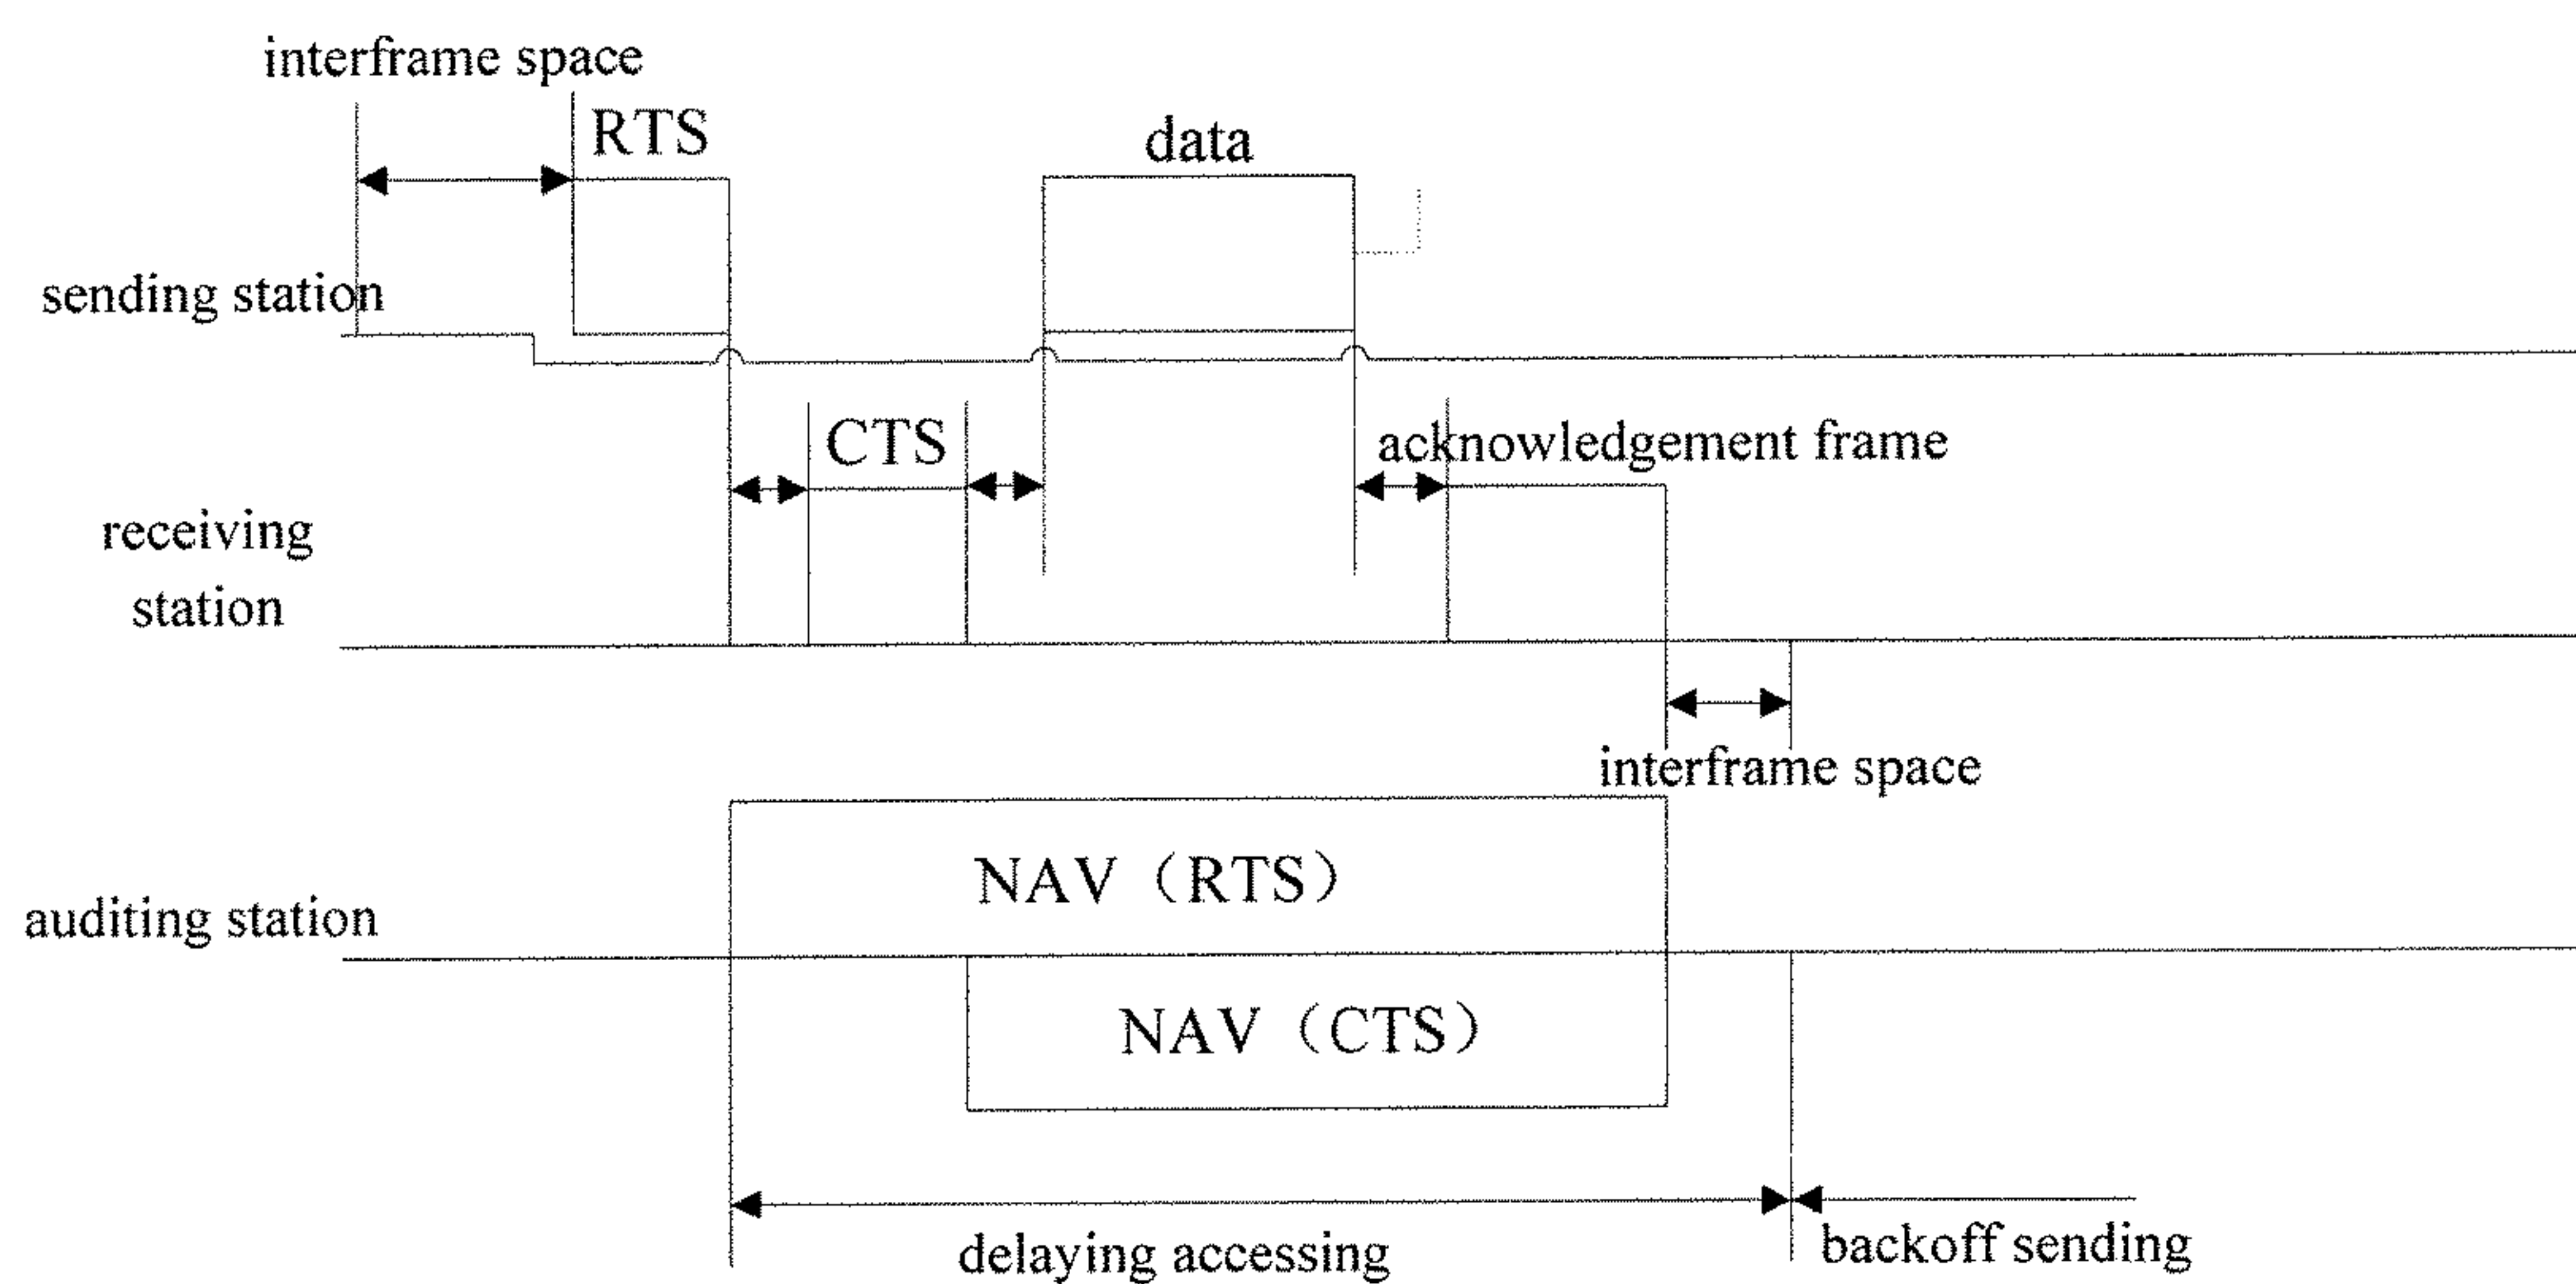 interframe space
RTS
data
sending station
CTS
acknowledgement frame
receiving
station
interframe space
NAV（RTS）
auditing station
NAV（CTS）
delaying accessing
backoff sending